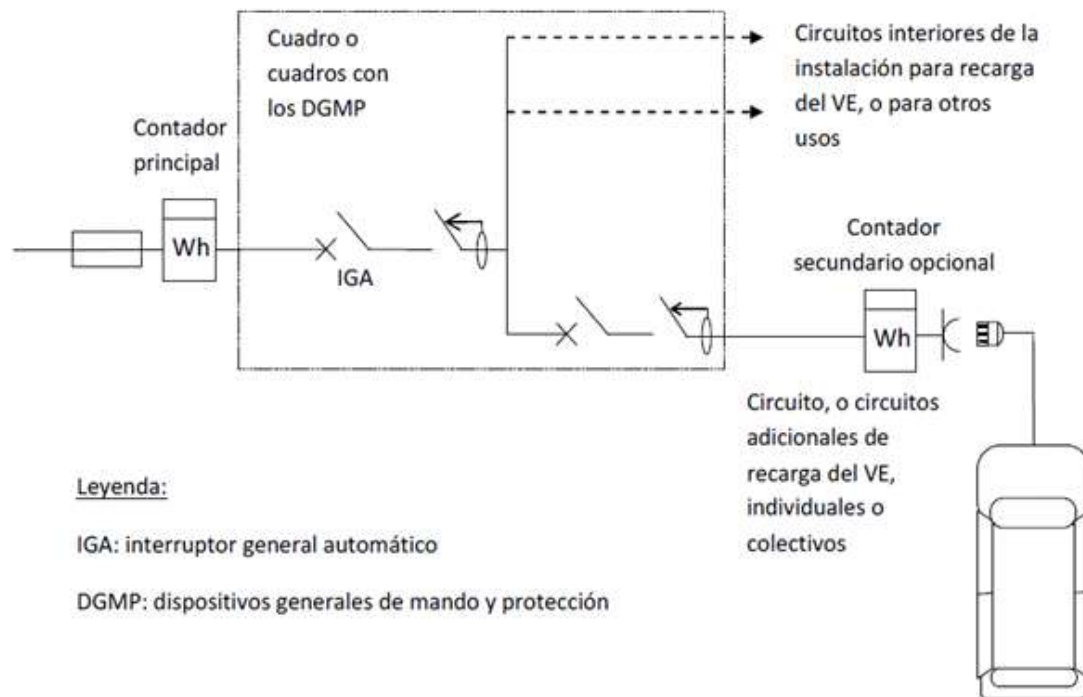 Cuadro o
cuadros con
los DGMP
Circuitos interiores de la
instalación para recarga
del VE, o para otros
usos
Contador
principal
Wh
IGA
Contador
secundario opcional
Wh
Circuito, o circuitos
adicionales de
recarga del VE,
individuales o
colectivos
Leyenda:
IGA: interruptor general automático
DGMP: dispositivos generales de mando y protección